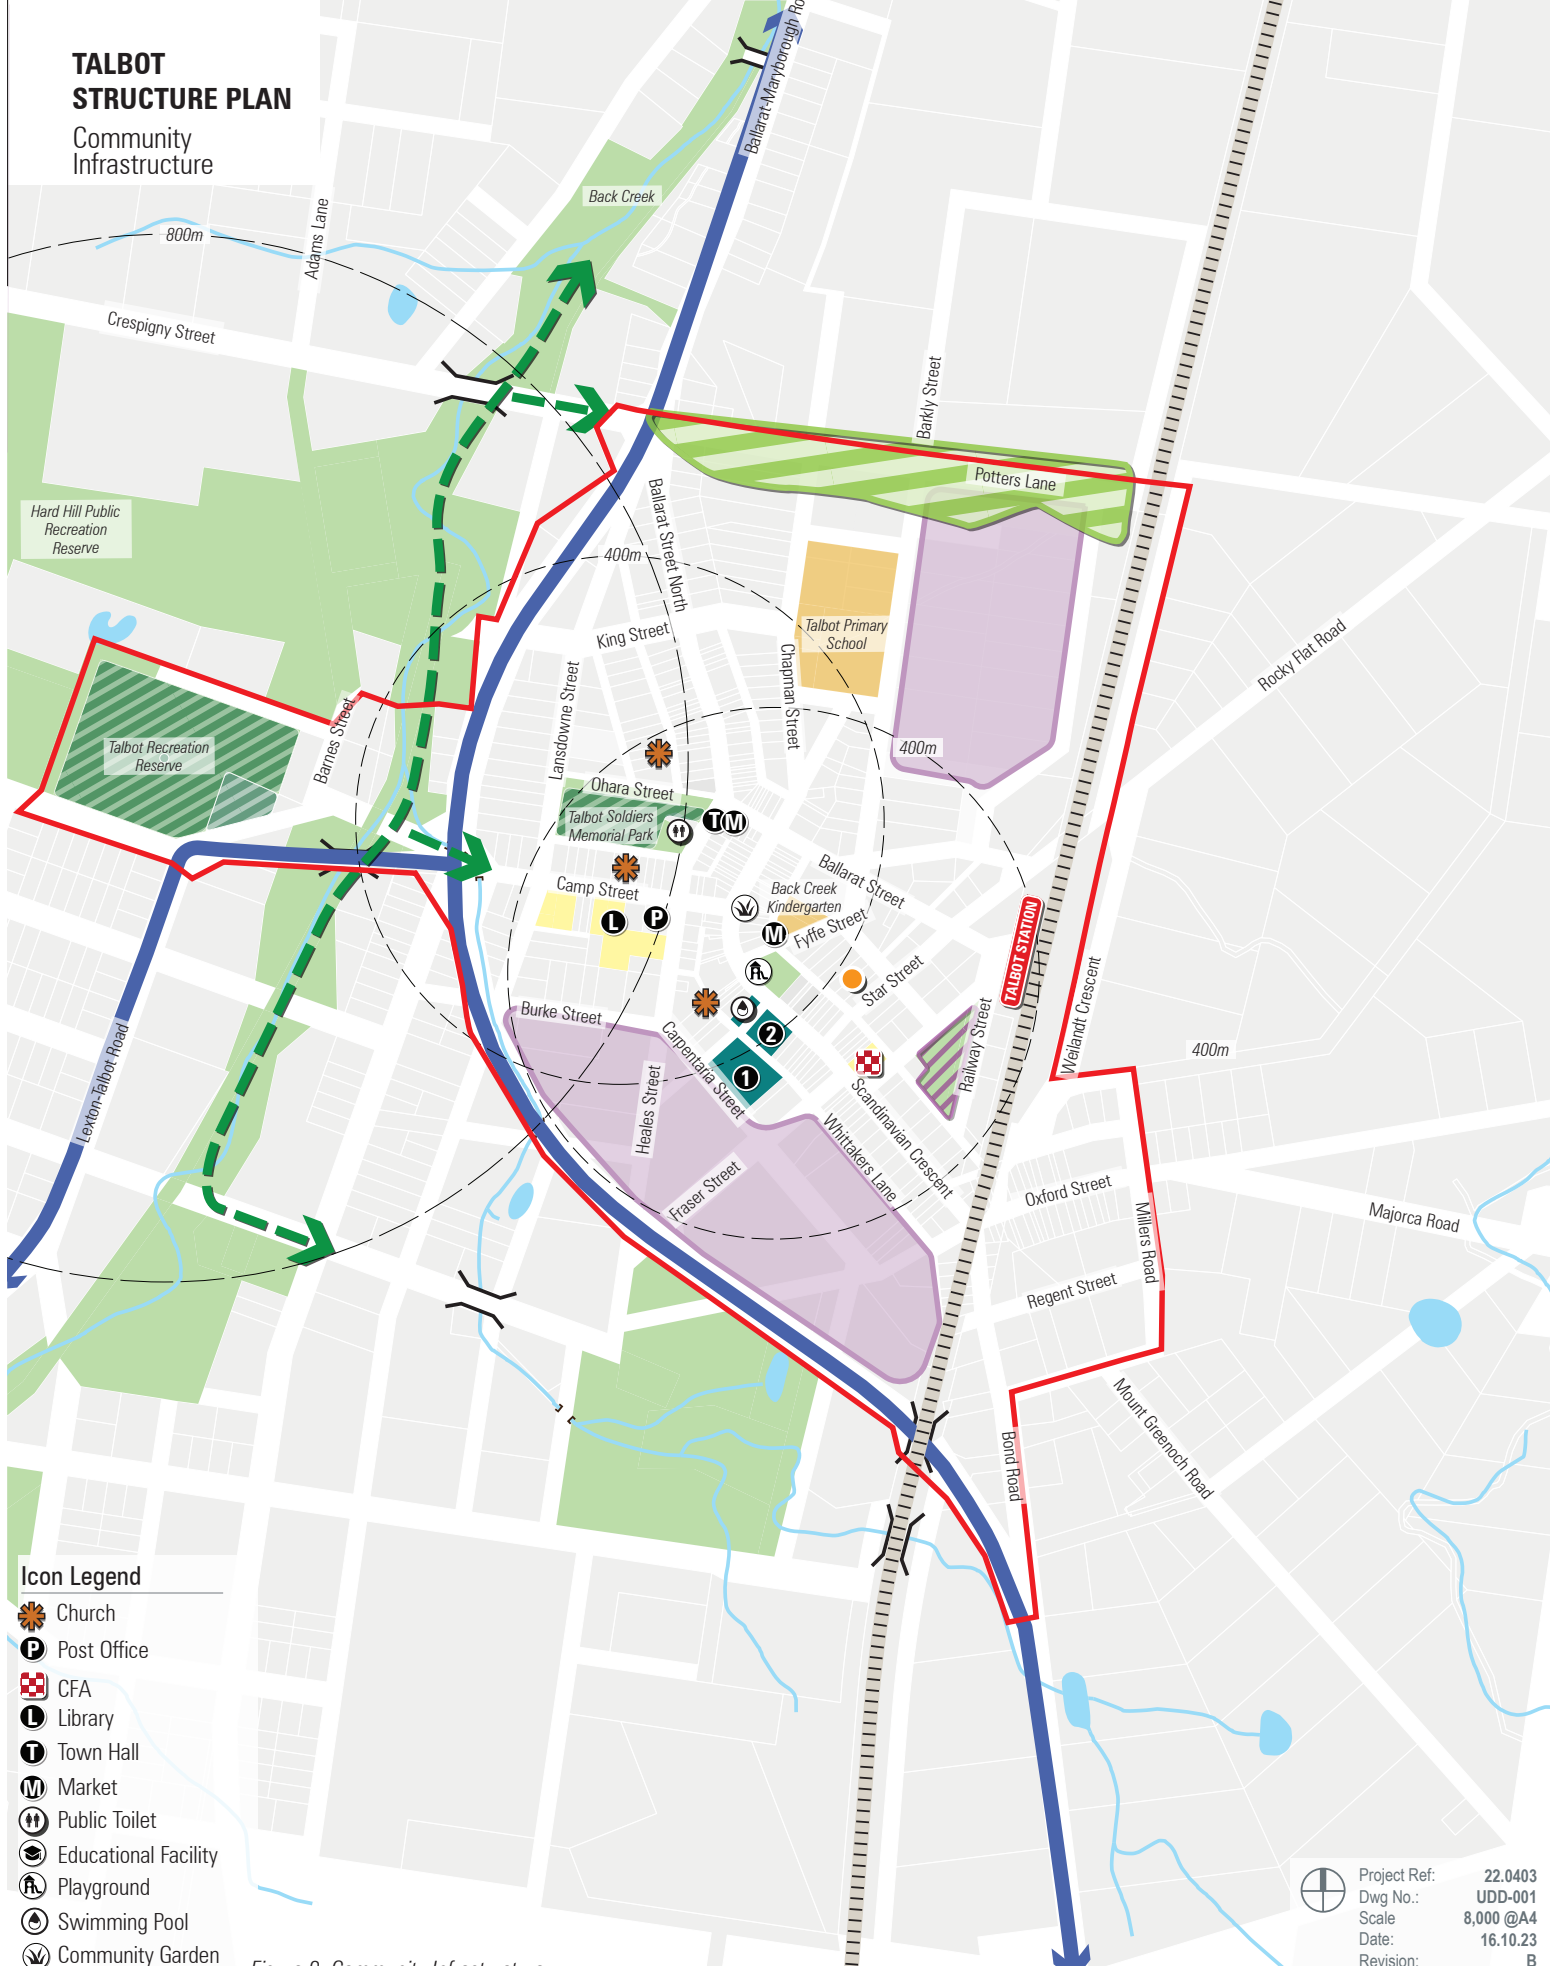 TALBOT
STRUCTURE PLAN
Community
Infrastructure
Ballarat-Maryborough Ro
Back Creek
Adams Lane
800m
Crespigny Street
Barkly Street
Potters Lane
Hard Hill Public
Recreation
Reserve
Ballarat Street North
400m
King Street
Talbot Primary
School
Chapman Street
Rocky Flat Road
Lansdowne Street
Barnes Street
Talbot Recreation
Reserve
400m
Ohara Street
Talbot Soldiers
Memorial Park
T
M
Ballarat Street
Camp Street
Back Creek
Kindergarten
L
P
M
Fyffe Street
Star Street
TALBOT STATION
Weilandt Crescent
Burke Street
Carpentaria Street
2
1
Railway Street
400m
Lexton-Talbot Road
Heales Street
Scandinavian Crescent
Whittakers Lane
Fraser Street
Oxford Street
Millers Road
Majorca Road
Regent Street
Mount Greenoch Road
Bond Road
Icon Legend
Church
P Post Office
CFA
L Library
T Town Hall
M Market
Public Toilet
Educational Facility
Playground
Swimming Pool
Community Garden
Project Ref: 22.0403
Dwg No.: UDD-001
Scale 8,000 @A4
Date: 16.10.23
Revision: B